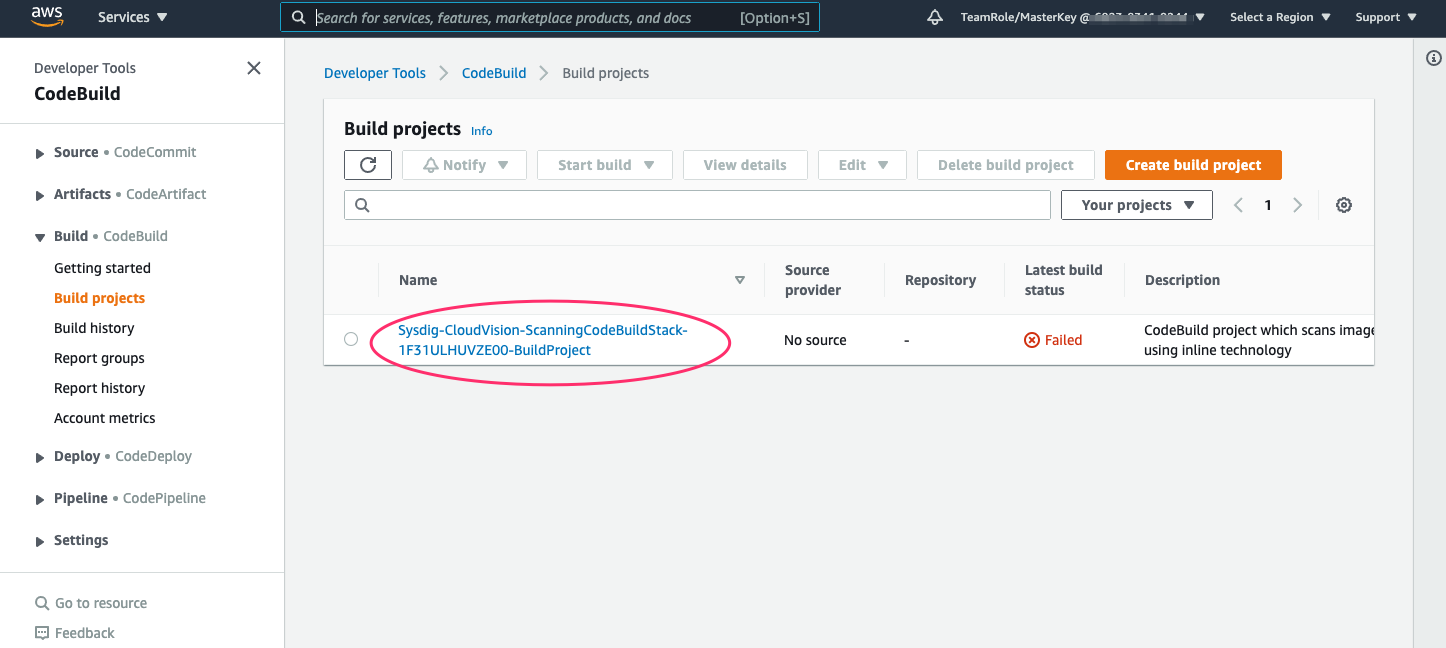 aws
Services
Search for services, features, marketplace products, and docs
[Option+S]
TeamRole/MasterKey @
Select a Region
Support
Developer Tools
CodeBuild
Source • CodeCommit
Artifacts • CodeArtifact
Build • CodeBuild
Getting started
Build projects
Build history
Report groups
Report history
Account metrics
Deploy • CodeDeploy
Pipeline • CodePipeline
Settings
Go to resource
Feedback
Developer Tools
CodeBuild
Build projects
Build projects Info
Notify
Start build
View details
Edit
Delete build project
Create build project
Your projects
1
Name
Source
provider
Repository
Latest build
status
Description
Sysdig-CloudVision-ScanningCodeBuildStack-
1F31ULHUVZE00-BuildProject
No source
-
Failed
CodeBuild project which scans image
using inline technology